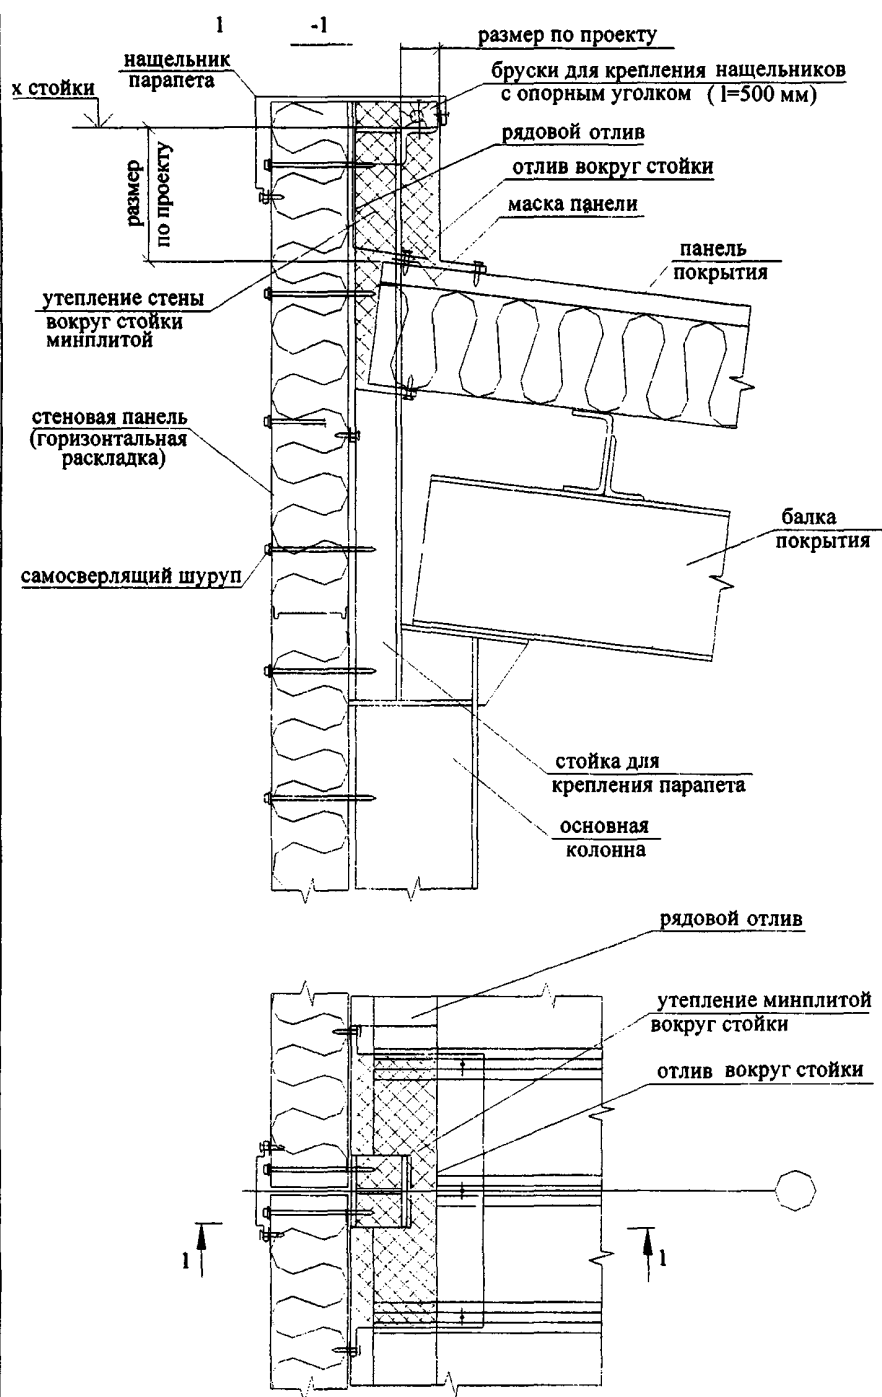 1 -1
размер по проекту
нащельник
парапета
бруски для крепления нащельников
с опорным уголком ( l=500 мм)
х стойки
рядовой отлив
отлив вокруг стойки
размер
по проекту
маска панели
панель
покрытия
утепление стены
вокруг стойки
минплитой
стеновая панель
(горизонтальная
раскладка)
балка
покрытия
самосверлящий шуруп
стойка для
крепления парапета
основная
колонна
рядовой отлив
утепление минплитой
вокруг стойки
отлив вокруг стойки
1
1